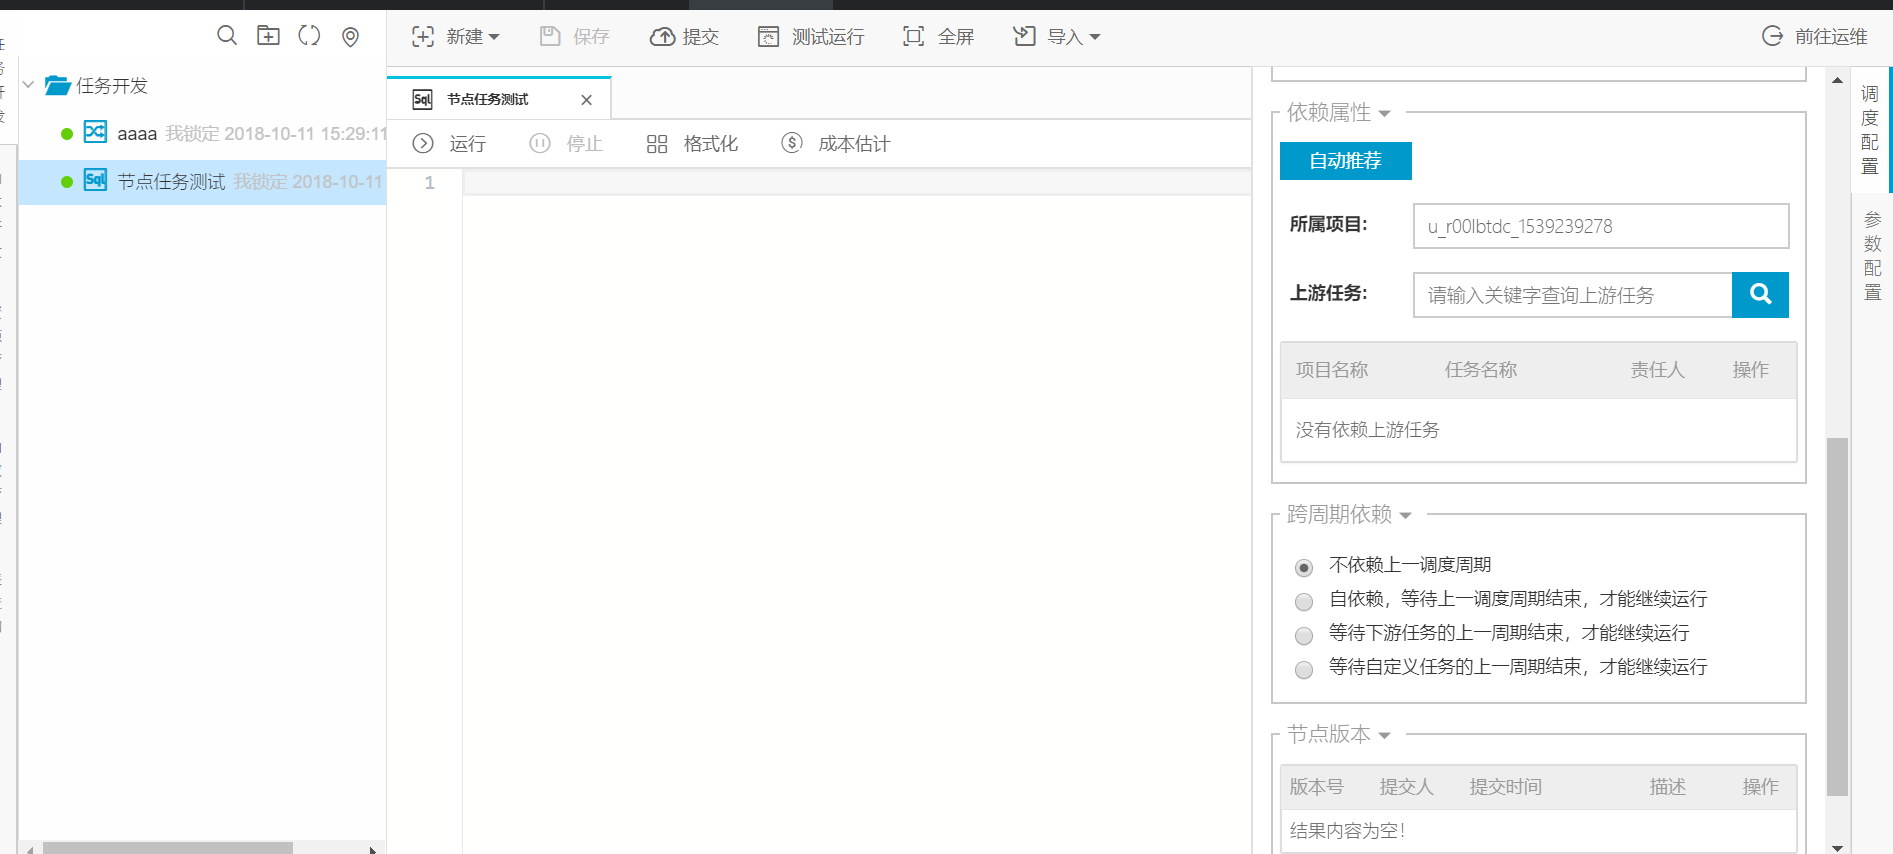 新建
保存
提交
测试运行
全屏
导入
前往运维
任务开发
aaaa 我锁定 2018-10-11 15:29:11
节点任务测试 我锁定 2018-10-11
Sql 节点任务测试
运行
停止
格式化
成本估计
1
依赖属性
自动推荐
所属项目: u_r00lbtdc_1539239278
上游任务: 请输入关键字查询上游任务
项目名称 任务名称 责任人 操作
没有依赖上游任务
跨周期依赖
不依赖上一调度周期
自依赖，等待上一调度周期结束，才能继续运行
等待下游任务的上一周期结束，才能继续运行
等待自定义任务的上一周期结束，才能继续运行
节点版本
版本号 提交人 提交时间 描述 操作
结果内容为空!
调度配置
参数配置